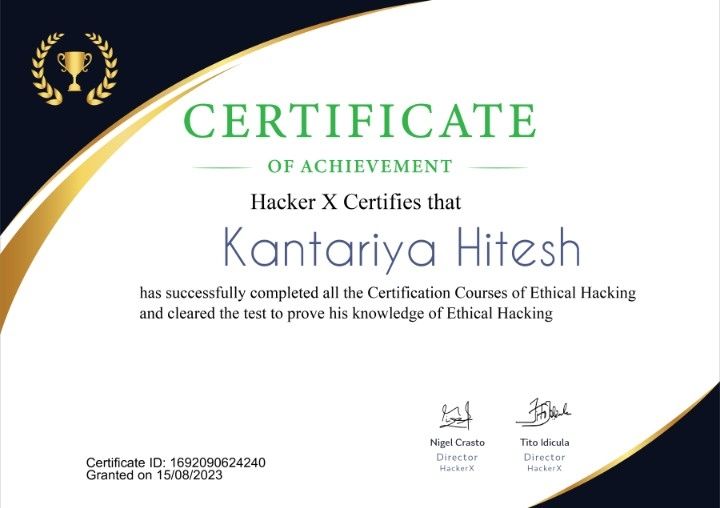 CERTIFICATE
OF ACHIEVEMENT
Hacker X Certifies that
Kantariya Hitesh
has successfully completed all the Certification Courses of Ethical Hacking
and cleared the test to prove his knowledge of Ethical Hacking
Nigel Crasto
Director
HackerX
Tito Idicula
Director
HackerX
Certificate ID: 1692090624240
Granted on 15/08/2023